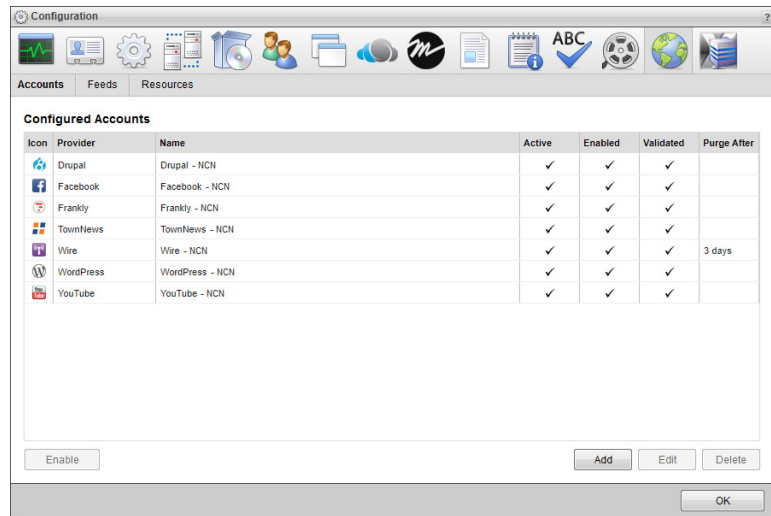 Configuration ?
ABC
Accounts Feeds Resources
Configured Accounts
Icon Provider Name Active Enabled Validated Purge After
Drupal Drupal - NCN ✓ ✓ ✓
Facebook Facebook - NCN ✓ ✓ ✓
Frankly Frankly - NCN ✓ ✓ ✓
TownNews TownNews - NCN ✓ ✓ ✓
Wire Wire - NCN ✓ ✓ ✓ 3 days
WordPress WordPress - NCN ✓ ✓ ✓
YouTube YouTube - NCN ✓ ✓ ✓
Enable Add Edit Delete
OK